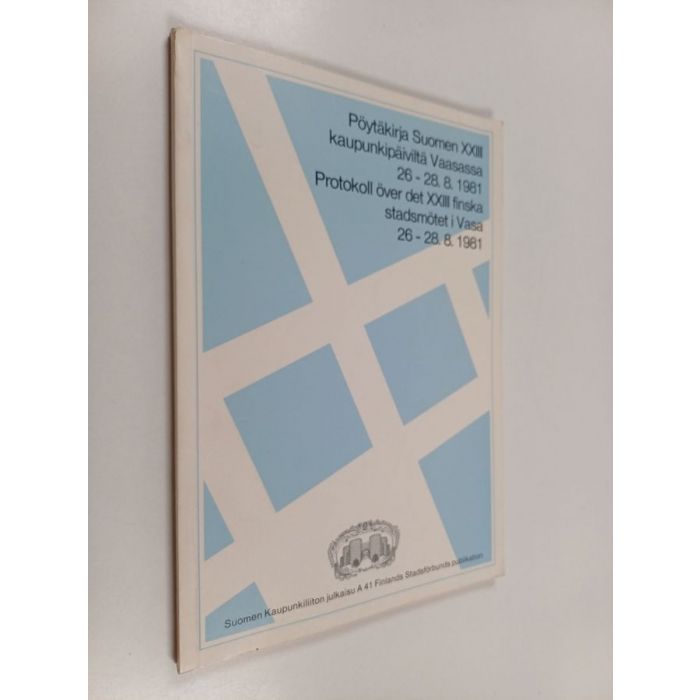 Pöytäkirja Suomen XXIII
kaupunkipäiviltä Vaasassa
26 - 28. 8. 1981
Protokoll över det XXIII finska
stadsmötet i Vasa
26 - 28. 8. 1981
Suomen Kaupunkiliiton julkaisu A 41 Finlands Stadsförbunds publikation